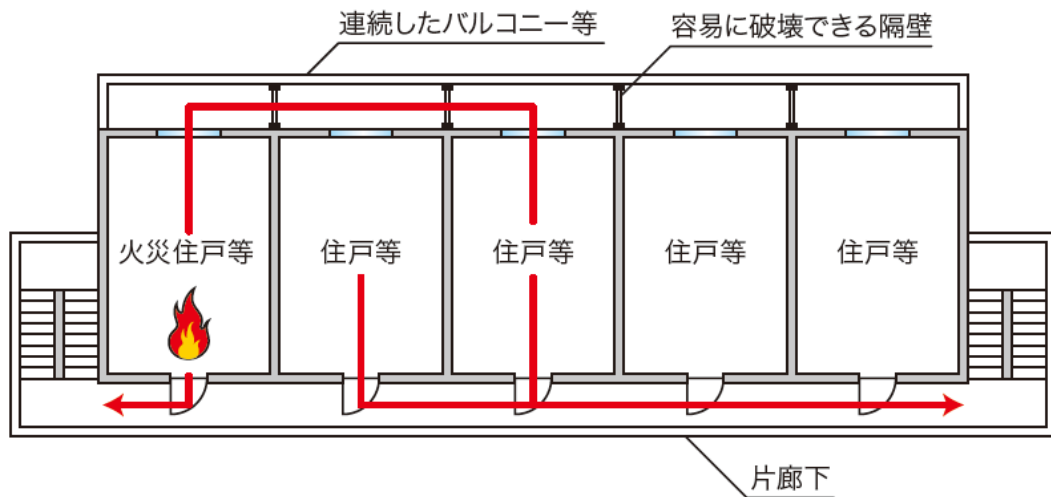 連続したバルコニー等
容易に破壊できる隔壁
火災住戸等
住戸等
住戸等
住戸等
住戸等
片廊下